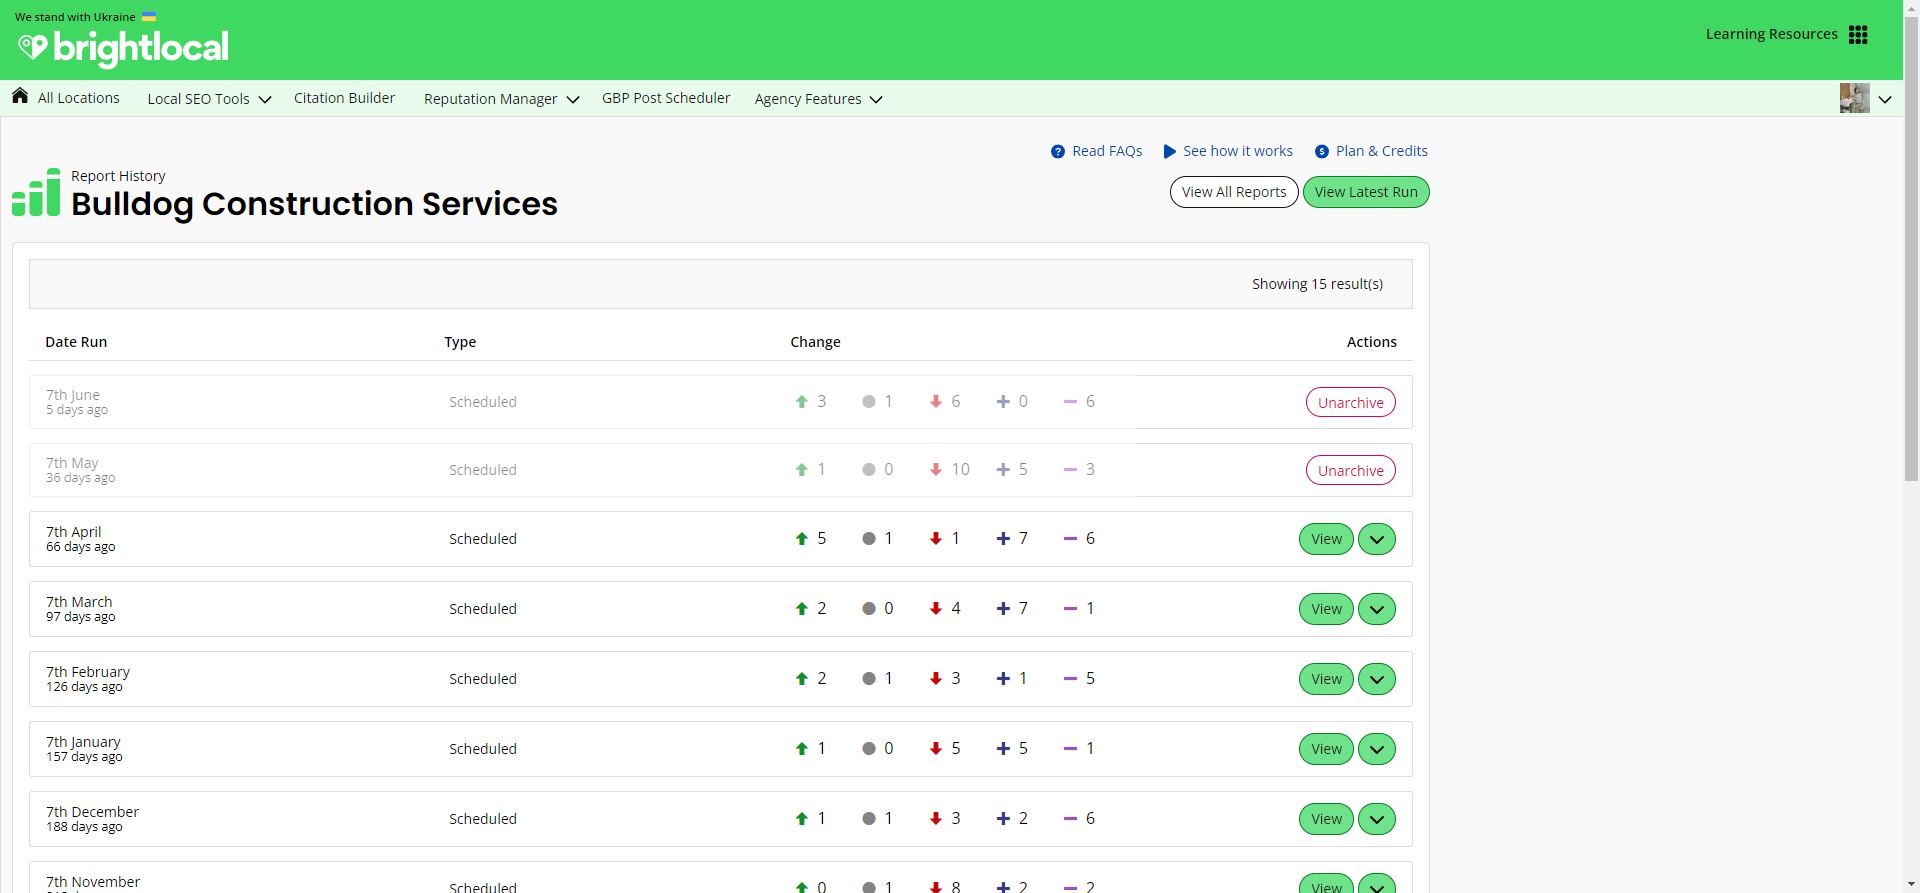 We stand with Ukraine
brightlocal
Learning Resources
All Locations Local SEO Tools Citation Builder Reputation Manager GBP Post Scheduler Agency Features
Read FAQs See how it works Plan & Credits
Report History
Bulldog Construction Services
View All Reports View Latest Run
Showing 15 result(s)
Date Run Type Change Actions
7th June
5 days ago
Scheduled 3 1 6 0 6 Unarchive
7th May
36 days ago
Scheduled 1 0 10 5 3 Unarchive
7th April
66 days ago
Scheduled 5 1 1 7 6 View
7th March
97 days ago
Scheduled 2 0 4 7 1 View
7th February
126 days ago
Scheduled 2 1 3 1 5 View
7th January
157 days ago
Scheduled 1 0 5 5 1 View
7th December
188 days ago
Scheduled 1 1 3 2 6 View
7th November
Scheduled 0 1 8 2 2 View